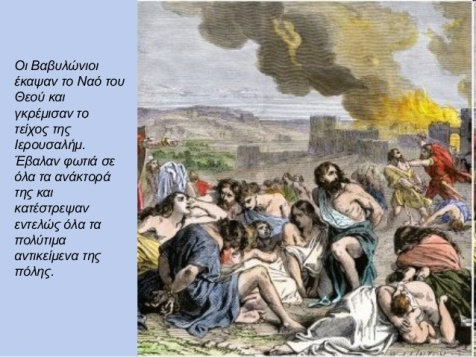 Οι Βαβυλώνιοι
έκαψαν το Ναό του
Θεού και
γκρέμισαν το
τείχος της
Ιερουσαλήμ.
Έβαλαν φωτιά σε
όλα τα ανάκτορά
της και
κατέστρεψαν
εντελώς όλα τα
πολύτιμα
αντικείμενα της
πόλης.